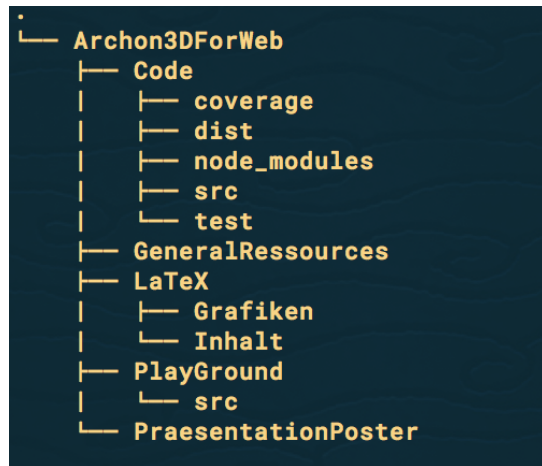 .
└── Archon3DForWeb
    ├── Code
    │   ├── coverage
    │   ├── dist
    │   ├── node_modules
    │   ├── src
    │   └── test
    ├── GeneralRessources
    ├── LaTeX
    │   ├── Grafiken
    │   └── Inhalt
    ├── PlayGround
    │   └── src
    └── PraesentationPoster